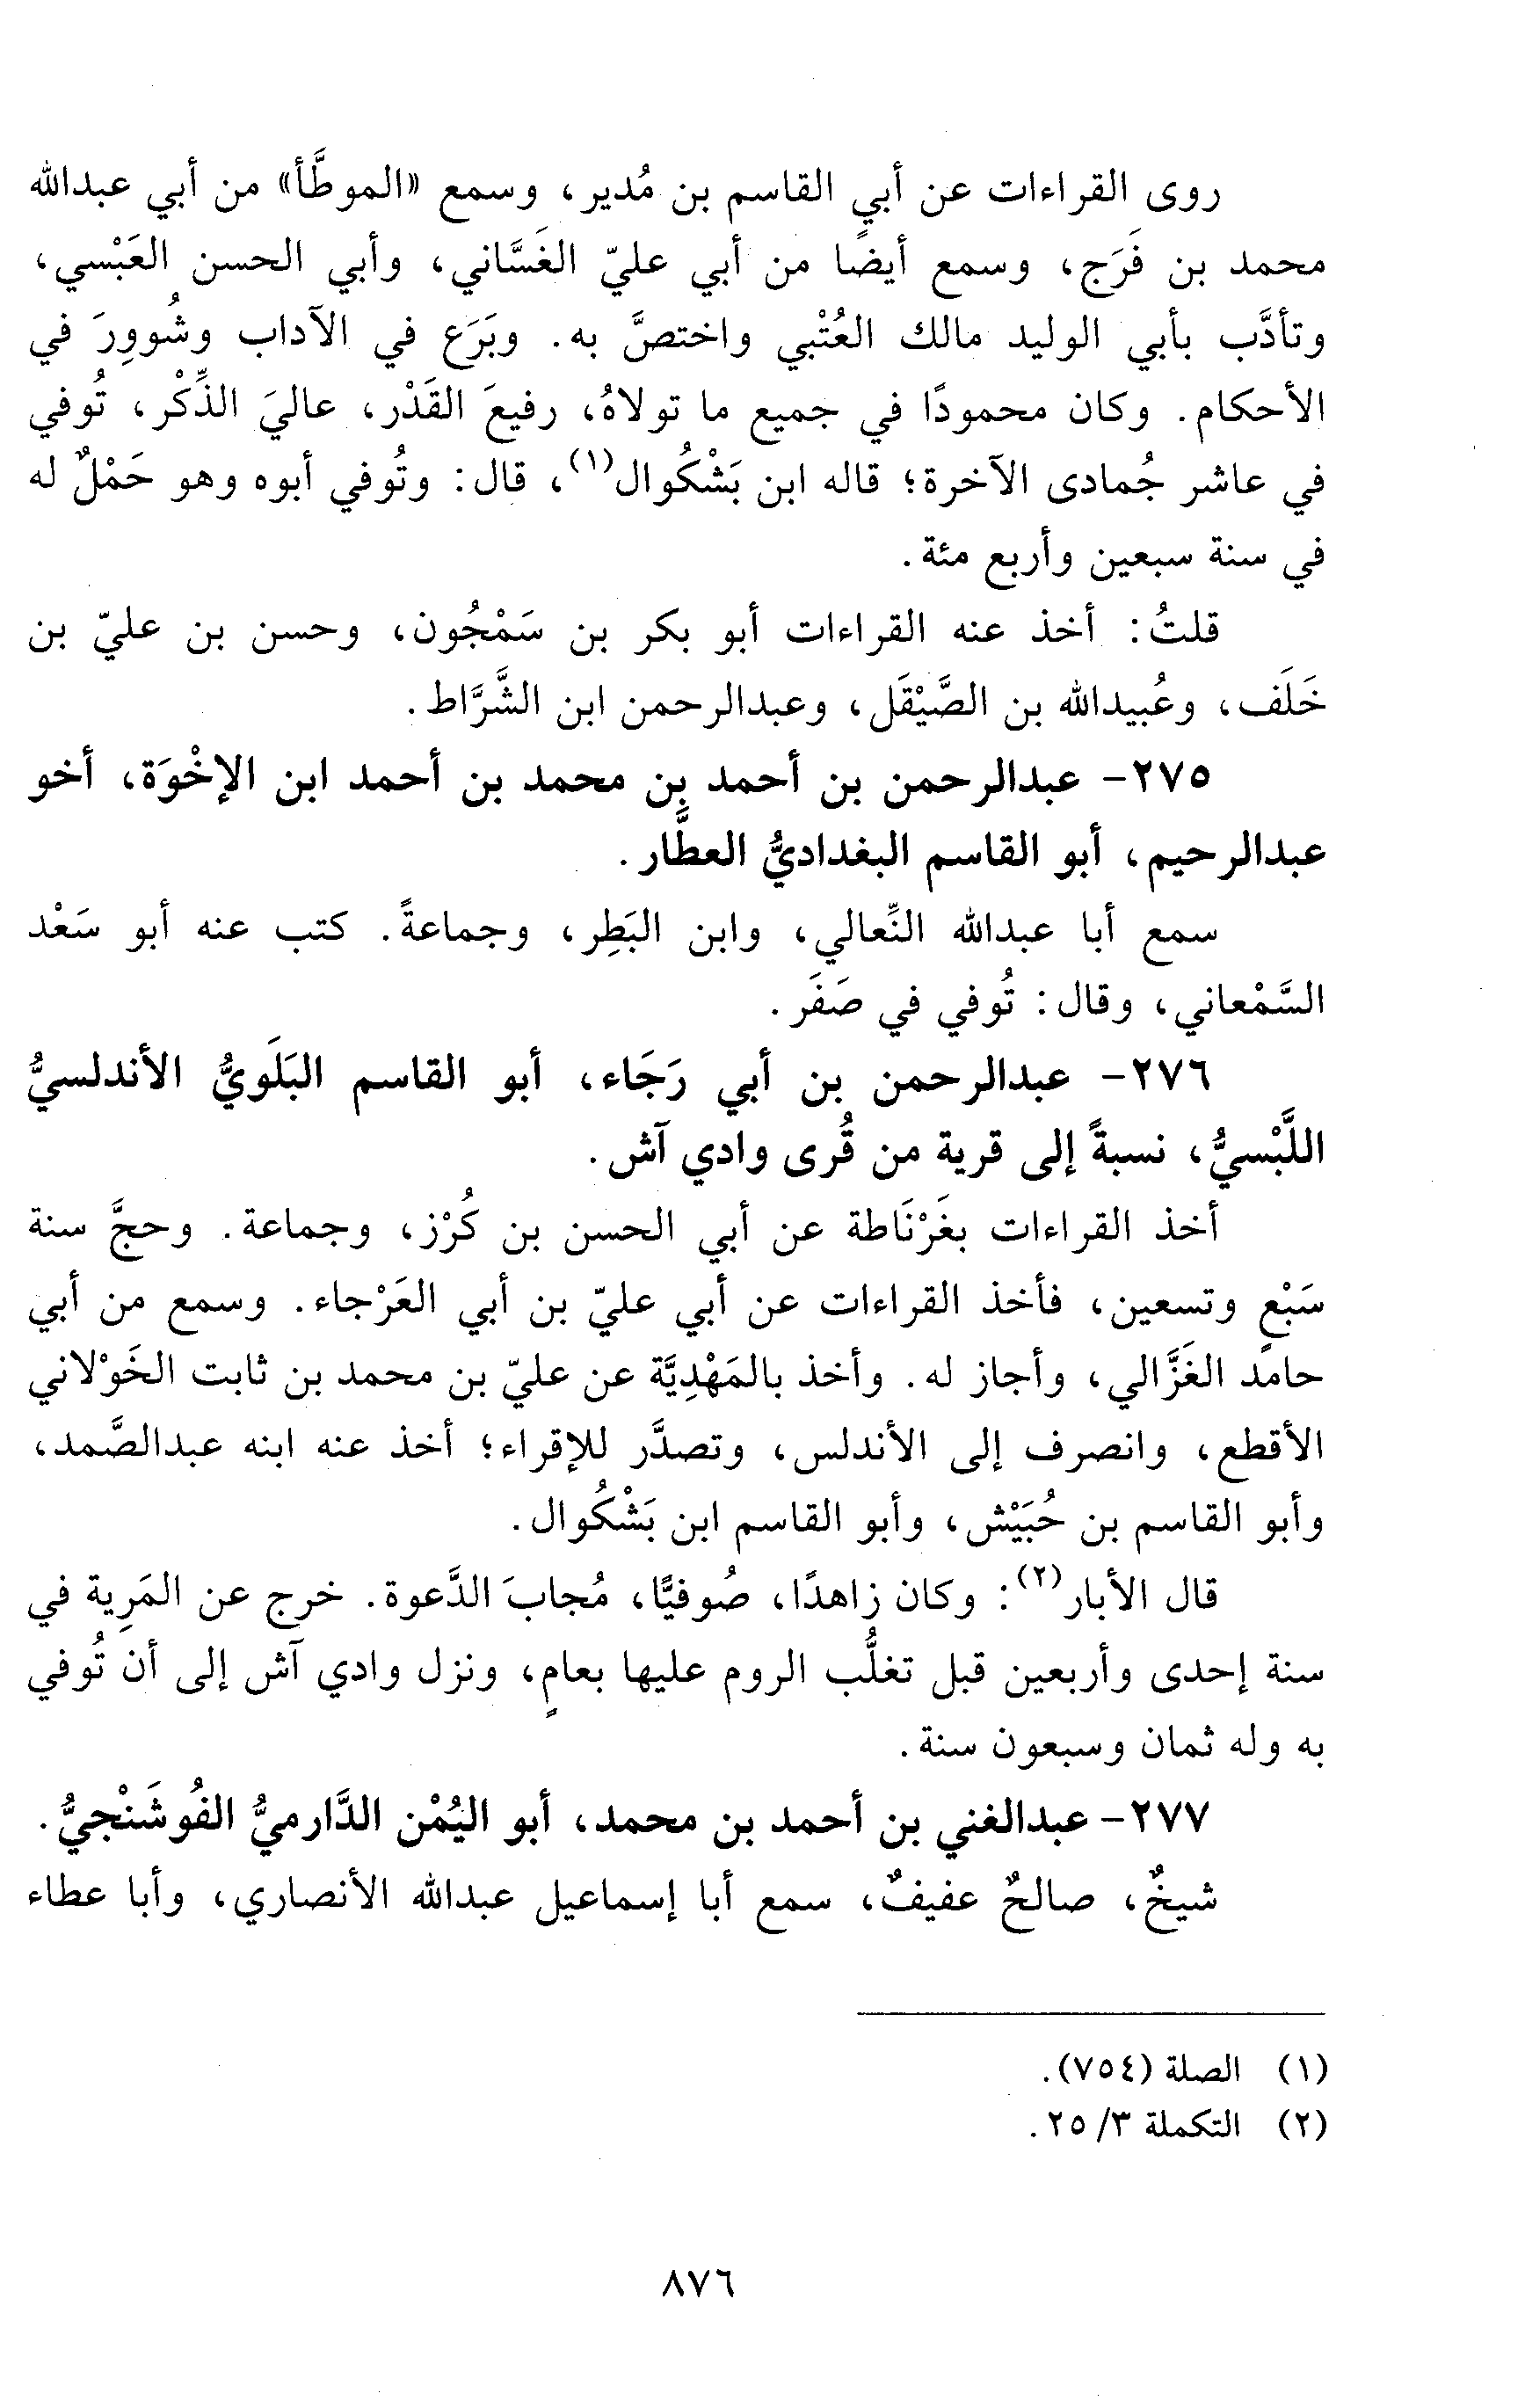 روى القراءات عن أبي القاسم بن مُدير، وسمع «الموطَّأ» من أبي عبدالله
محمد بن فَرَج، وسمع أيضًا من أبي عليّ الغَسَّاني، وأبي الحسن العَبْسي،
وتأدَّب بأبي الوليد مالك العُتْبي واختصَّ به. وبَرَع في الآداب وشُووِرَ في
الأحكام. وكان محمودًا في جميع ما تولاهُ، رفيعَ القَدْر، عاليَ الذِّكْر، تُوفي
في عاشر جُمادى الآخرة؛ قاله ابن بَشْكُوال(١)، قال: وتُوفي أبوه وهو حَمْلٌ له
في سنة سبعين وأربع مئة.
قلتُ: أخذ عنه القراءات أبو بكر بن سَمْجُون، وحسن بن عليّ بن
خَلَف، وعُبيدالله بن الصَّيْقَل، وعبدالرحمن ابن الشَّرَّاط.
٢٧٥- عبدالرحمن بن أحمد بن محمد بن أحمد ابن الإخْوَة، أخو
عبدالرحيم، أبو القاسم البغداديُّ العطَّار.
سمع أبا عبدالله النِّعالي، وابن البَطِر، وجماعةً. كتب عنه أبو سَعْد
السَّمْعاني، وقال: تُوفي في صَفَر.
٢٧٦- عبدالرحمن بن أبي رَجَاء، أبو القاسم البَلَويُّ الأندلسيُّ
اللَّبْسيُّ، نسبةً إلى قرية من قُرى وادي آش.
أخذ القراءات بغَرْنَاطة عن أبي الحسن بن كُرْز، وجماعة. وحجَّ سنة
سَبْعٍ وتسعين، فأخذ القراءات عن أبي عليّ بن أبي العَرْجاء. وسمع من أبي
حامد الغَزَّالي، وأجاز له. وأخذ بالمَهْدِيَّة عن عليّ بن محمد بن ثابت الخَوْلاني
الأقطع، وانصرف إلى الأندلس، وتصدَّر للإقراء؛ أخذ عنه ابنه عبدالصَّمد،
وأبو القاسم بن حُبَيْش، وأبو القاسم ابن بَشْكُوال.
قال الأبار(٢): وكان زاهدًا، صُوفيًّا، مُجابَ الدَّعوة. خرج عن المَرِية في
سنة إحدى وأربعين قبل تغلُّب الروم عليها بعامٍ، ونزل وادي آش إلى أن تُوفي
به وله ثمان وسبعون سنة.
٢٧٧- عبدالغني بن أحمد بن محمد، أبو اليُمْن الدَّارميُّ الفُوشَنْجيُّ.
شيخٌ، صالحٌ عفيفٌ، سمع أبا إسماعيل عبدالله الأنصاري، وأبا عطاء
(١) الصلة (٧٥٤).
(٢) التكملة ٣/ ٢٥.
٨٧٦